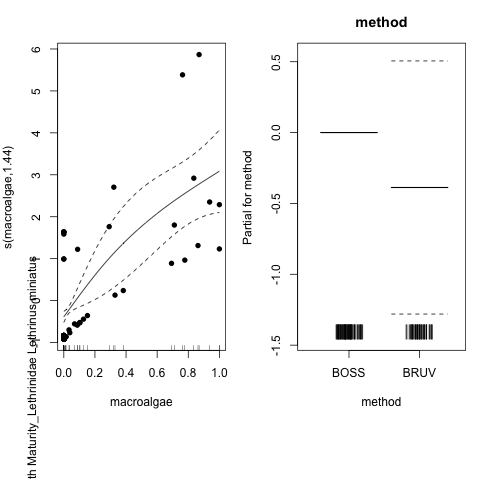 method
s(macroalgae,1.44)
th Maturity_Lethrinidae Lethrinus miniatus
6
5
4
3
2
1
0.0 0.2 0.4 0.6 0.8 1.0
macroalgae
Partial for method
0.5
0.0
-0.5
-1.0
-1.5
BOSS BRUV
method